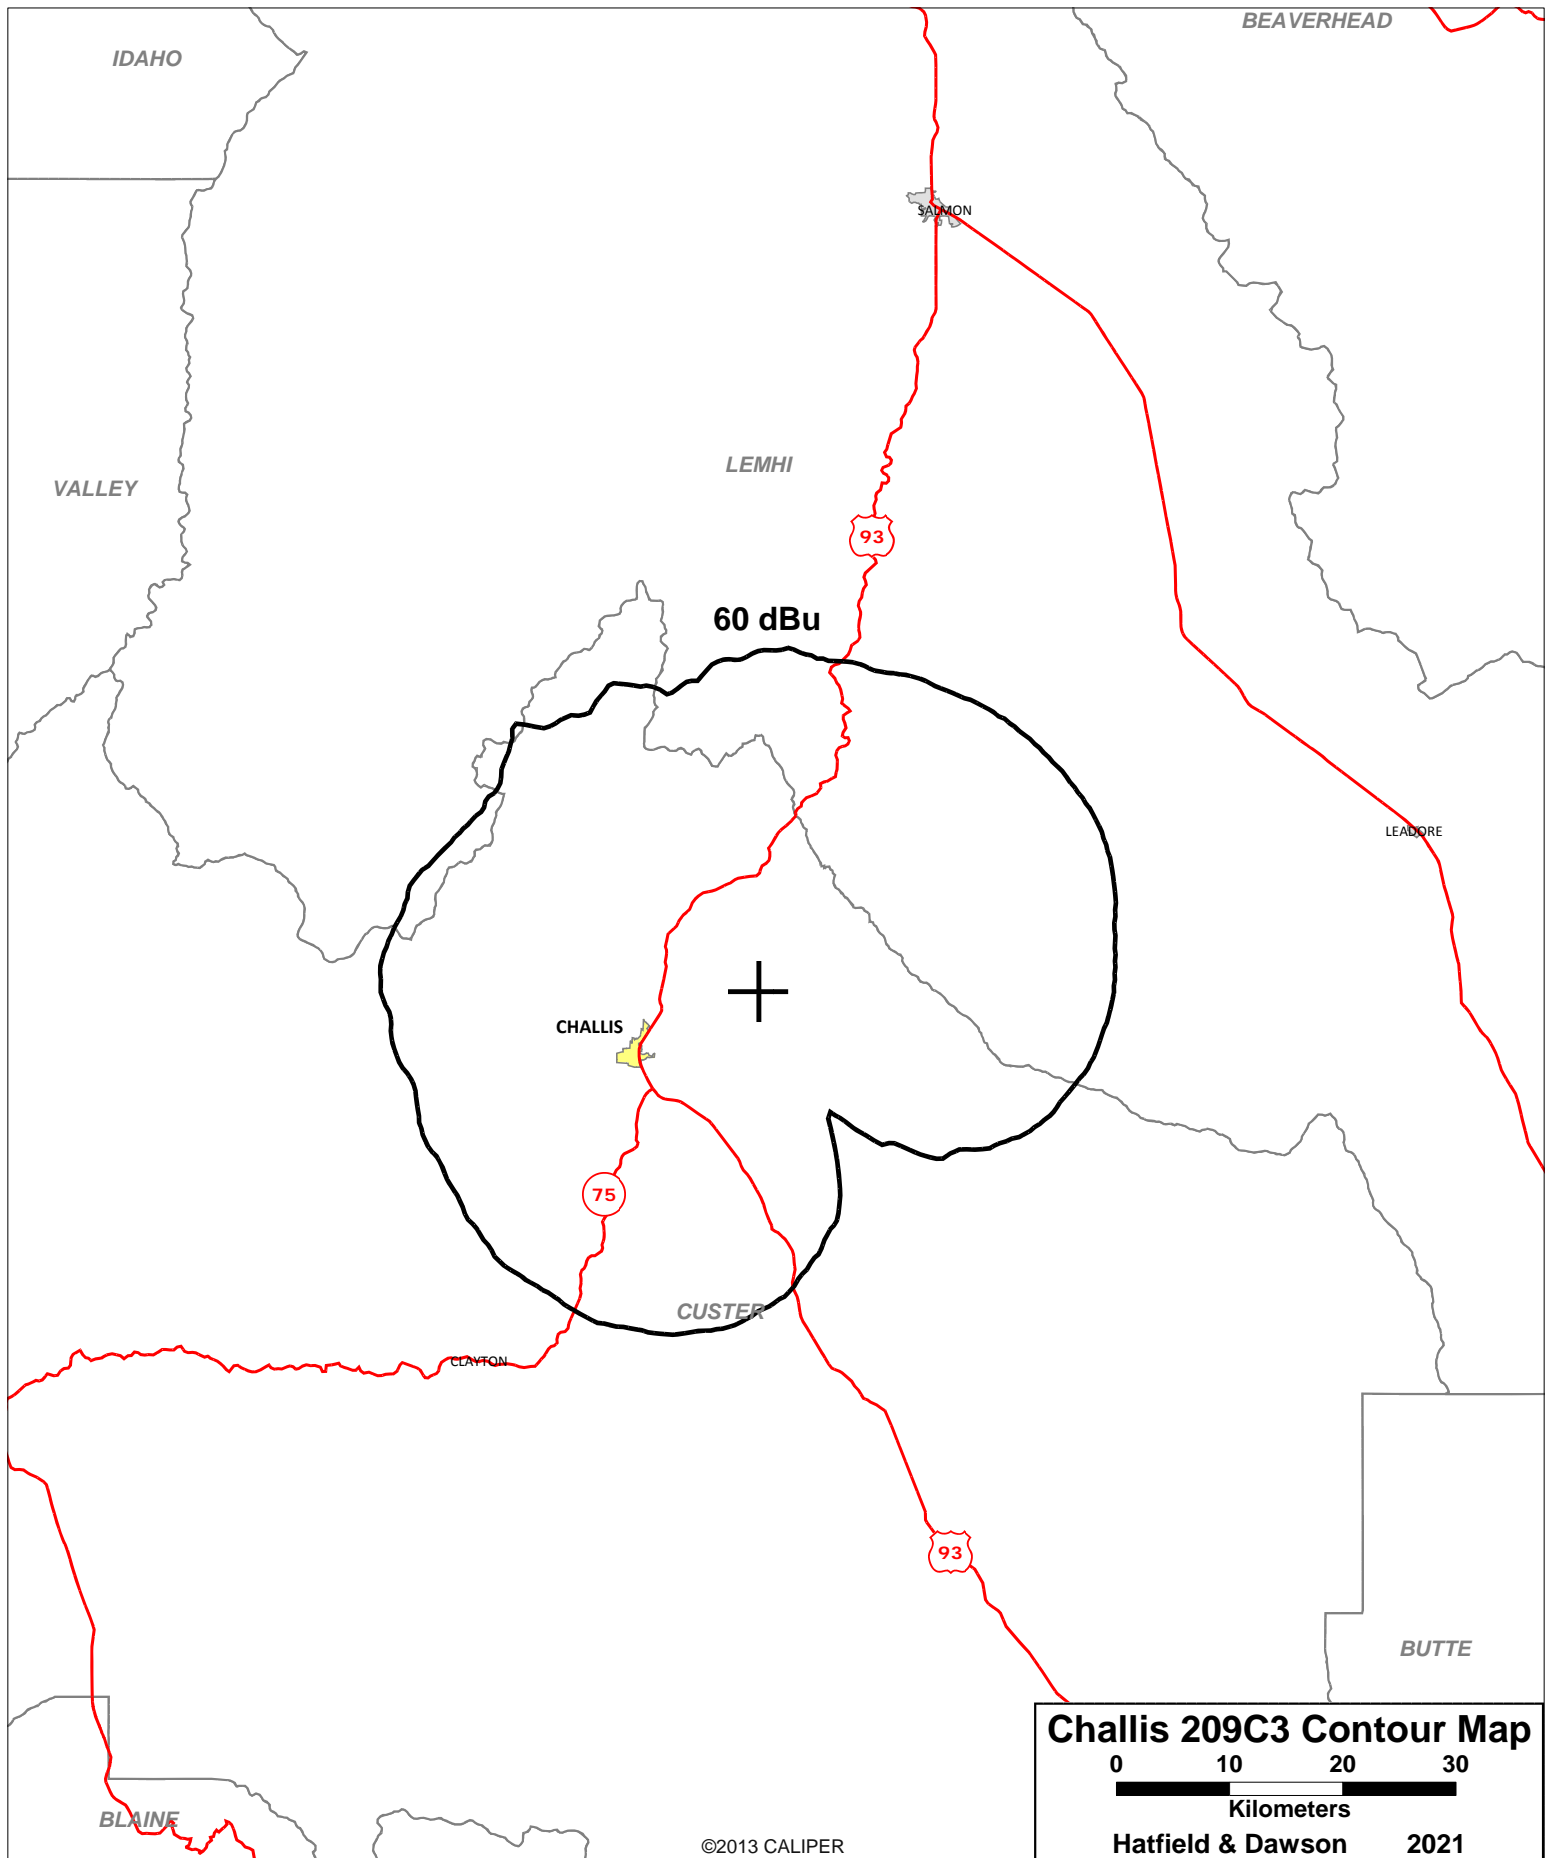 BEAVERHEAD
IDAHO
SALMON
LEMHI
VALLEY
93
60 dBu
LEADORE
CHALLIS
75
CUSTER
CLAYTON
93
BUTTE
Challis 209C3 Contour Map
0 10 20 30
Kilometers
Hatfield & Dawson 2021
BLAINE
©2013 CALIPER